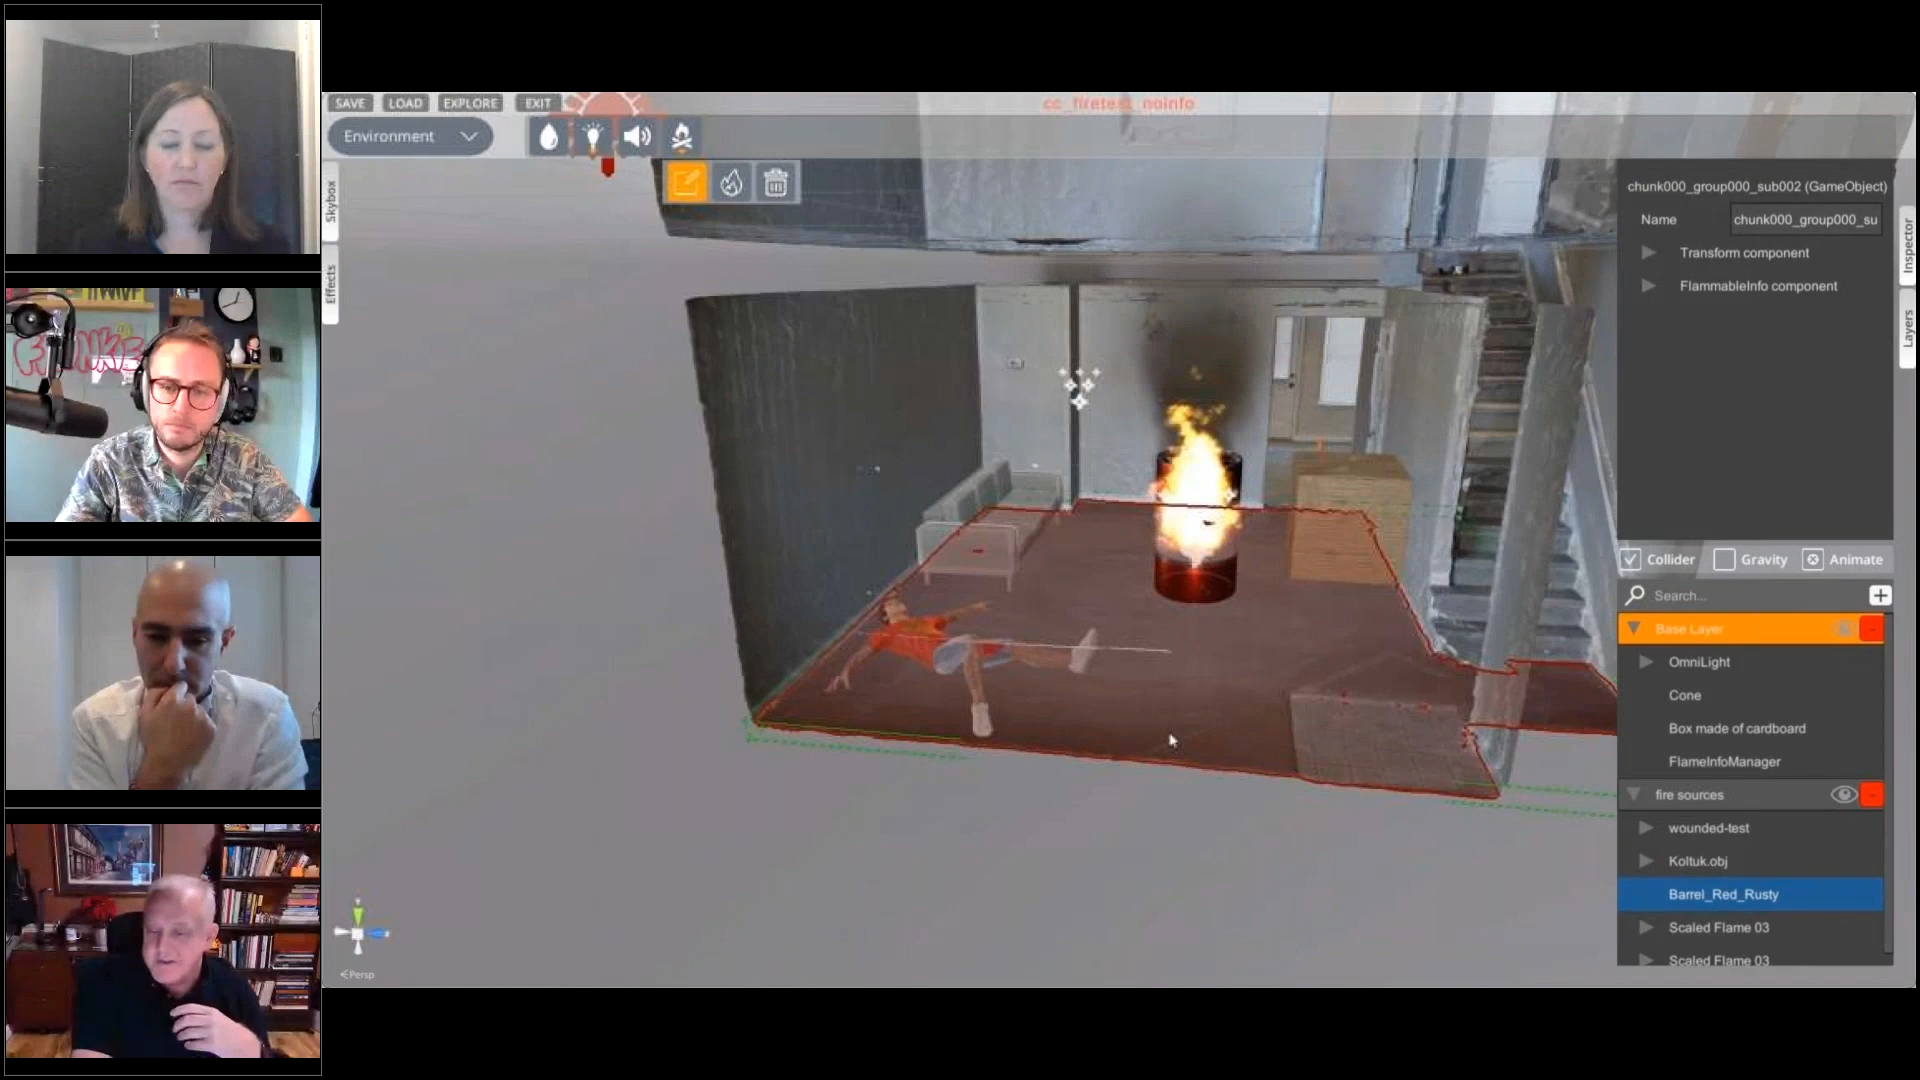 SAVE LOAD EXPLORE EXIT
cc_firetest_noinfo
Environment
Skybox
Effects
chunk000_group000_sub002 (GameObject)
Name chunk000_group000_su
Transform component
FlammableInfo component
Inspector
Layers
Collider Gravity Animate
Search...
Base Layer
OmniLight
Cone
Box made of cardboard
FlameInfoManager
fire sources
wounded-test
Koltuk.obj
Barrel_Red_Rusty
Scaled Flame 03
Scaled Flame 03
Persp